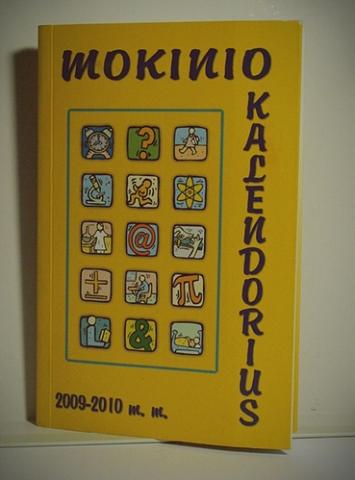 MOKINIO
KALENDORIUS
?
@
+
π
&
2009-2010 m. m.